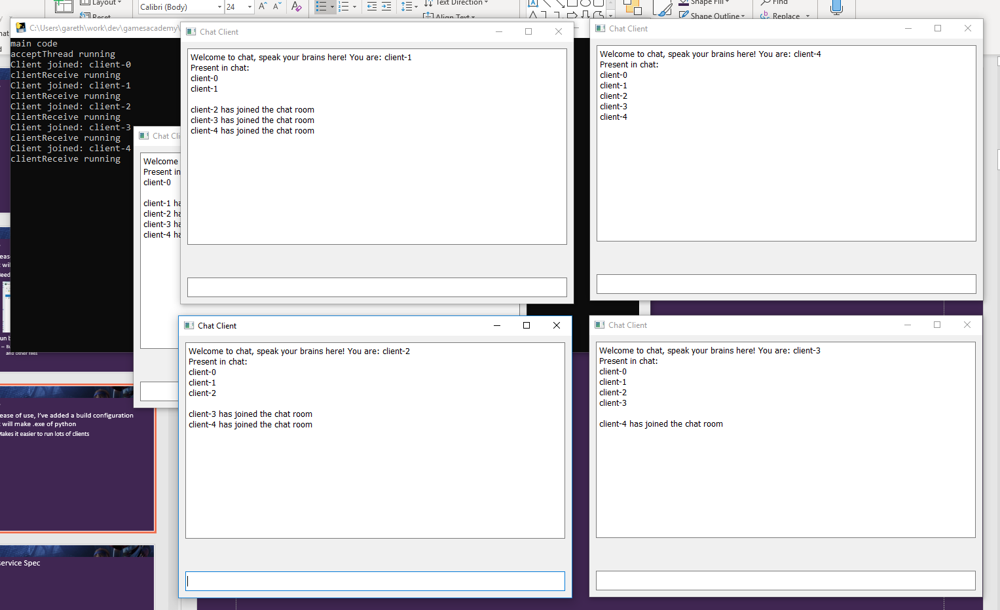 Layout
Reset
Calibri (Body)
24
Text Direction
Align Text
Shape Fill
Shape Outline
Find
Replace
C:\Users\gareth\work\dev\gamesacademy\
main code
acceptThread running
Client joined: client-0
clientReceive running
Client joined: client-1
clientReceive running
Client joined: client-2
clientReceive running
Client joined: client-3
clientReceive running
Client joined: client-4
clientReceive running
Chat Cli
Welcome
Present in
client-0
client-1 ha
client-2 ha
client-3 ha
client-4 ha
Chat Client
Welcome to chat, speak your brains here! You are: client-1
Present in chat:
client-0
client-1
client-2 has joined the chat room
client-3 has joined the chat room
client-4 has joined the chat room
Chat Client
Welcome to chat, speak your brains here! You are: client-4
Present in chat:
client-0
client-1
client-2
client-3
client-4
Chat Client
Welcome to chat, speak your brains here! You are: client-2
Present in chat:
client-0
client-1
client-2
client-3 has joined the chat room
client-4 has joined the chat room
Chat Client
Welcome to chat, speak your brains here! You are: client-3
Present in chat:
client-0
client-1
client-2
client-3
client-4 has joined the chat room
and other files
ease of use, I've added a build configuration
will make .exe of python
Makes it easier to run lots of clients
service Spec